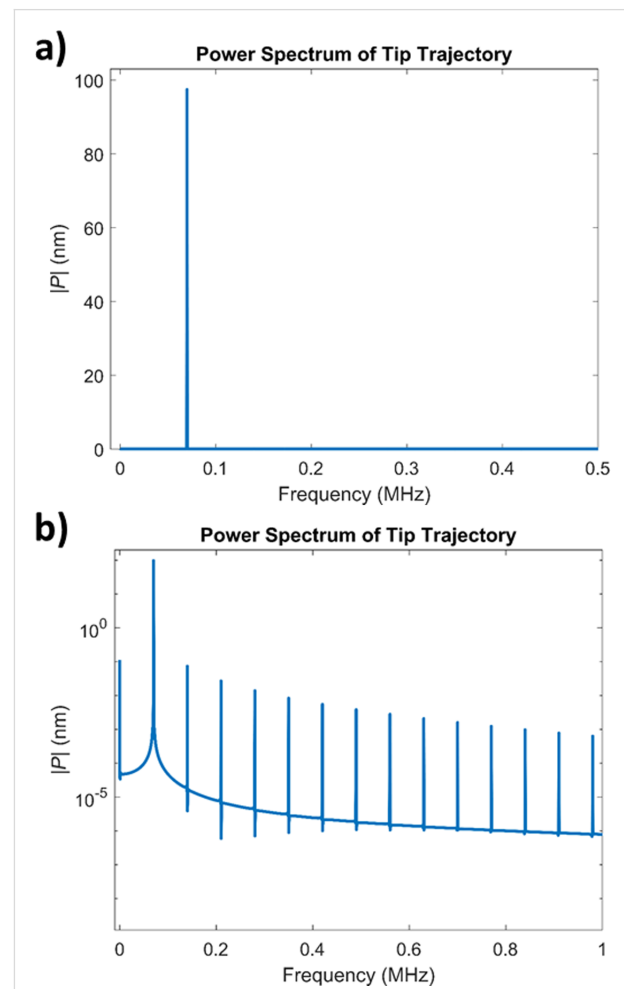 a)
Power Spectrum of Tip Trajectory
100
80
60
40
20
0
|P| (nm)
0 0.1 0.2 0.3 0.4 0.5
Frequency (MHz)
b)
Power Spectrum of Tip Trajectory
10⁰
10⁻⁵
|P| (nm)
0 0.2 0.4 0.6 0.8 1
Frequency (MHz)